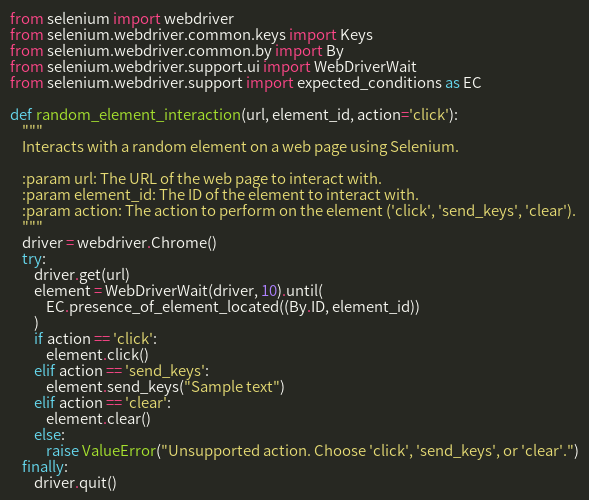 from selenium import webdriver
from selenium.webdriver.common.keys import Keys
from selenium.webdriver.common.by import By
from selenium.webdriver.support.ui import WebDriverWait
from selenium.webdriver.support import expected_conditions as EC

def random_element_interaction(url, element_id, action='click'):
    """
    Interacts with a random element on a web page using Selenium.

    :param url: The URL of the web page to interact with.
    :param element_id: The ID of the element to interact with.
    :param action: The action to perform on the element ('click', 'send_keys', 'clear').
    """
    driver = webdriver.Chrome()
    try:
        driver.get(url)
        element = WebDriverWait(driver, 10).until(
            EC.presence_of_element_located((By.ID, element_id))
        )
        if action == 'click':
            element.click()
        elif action == 'send_keys':
            element.send_keys("Sample text")
        elif action == 'clear':
            element.clear()
        else:
            raise ValueError("Unsupported action. Choose 'click', 'send_keys', or 'clear'.")
    finally:
        driver.quit()